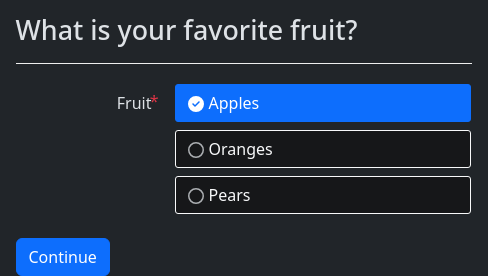 What is your favorite fruit?
Fruit* Apples
Oranges
Pears
Continue